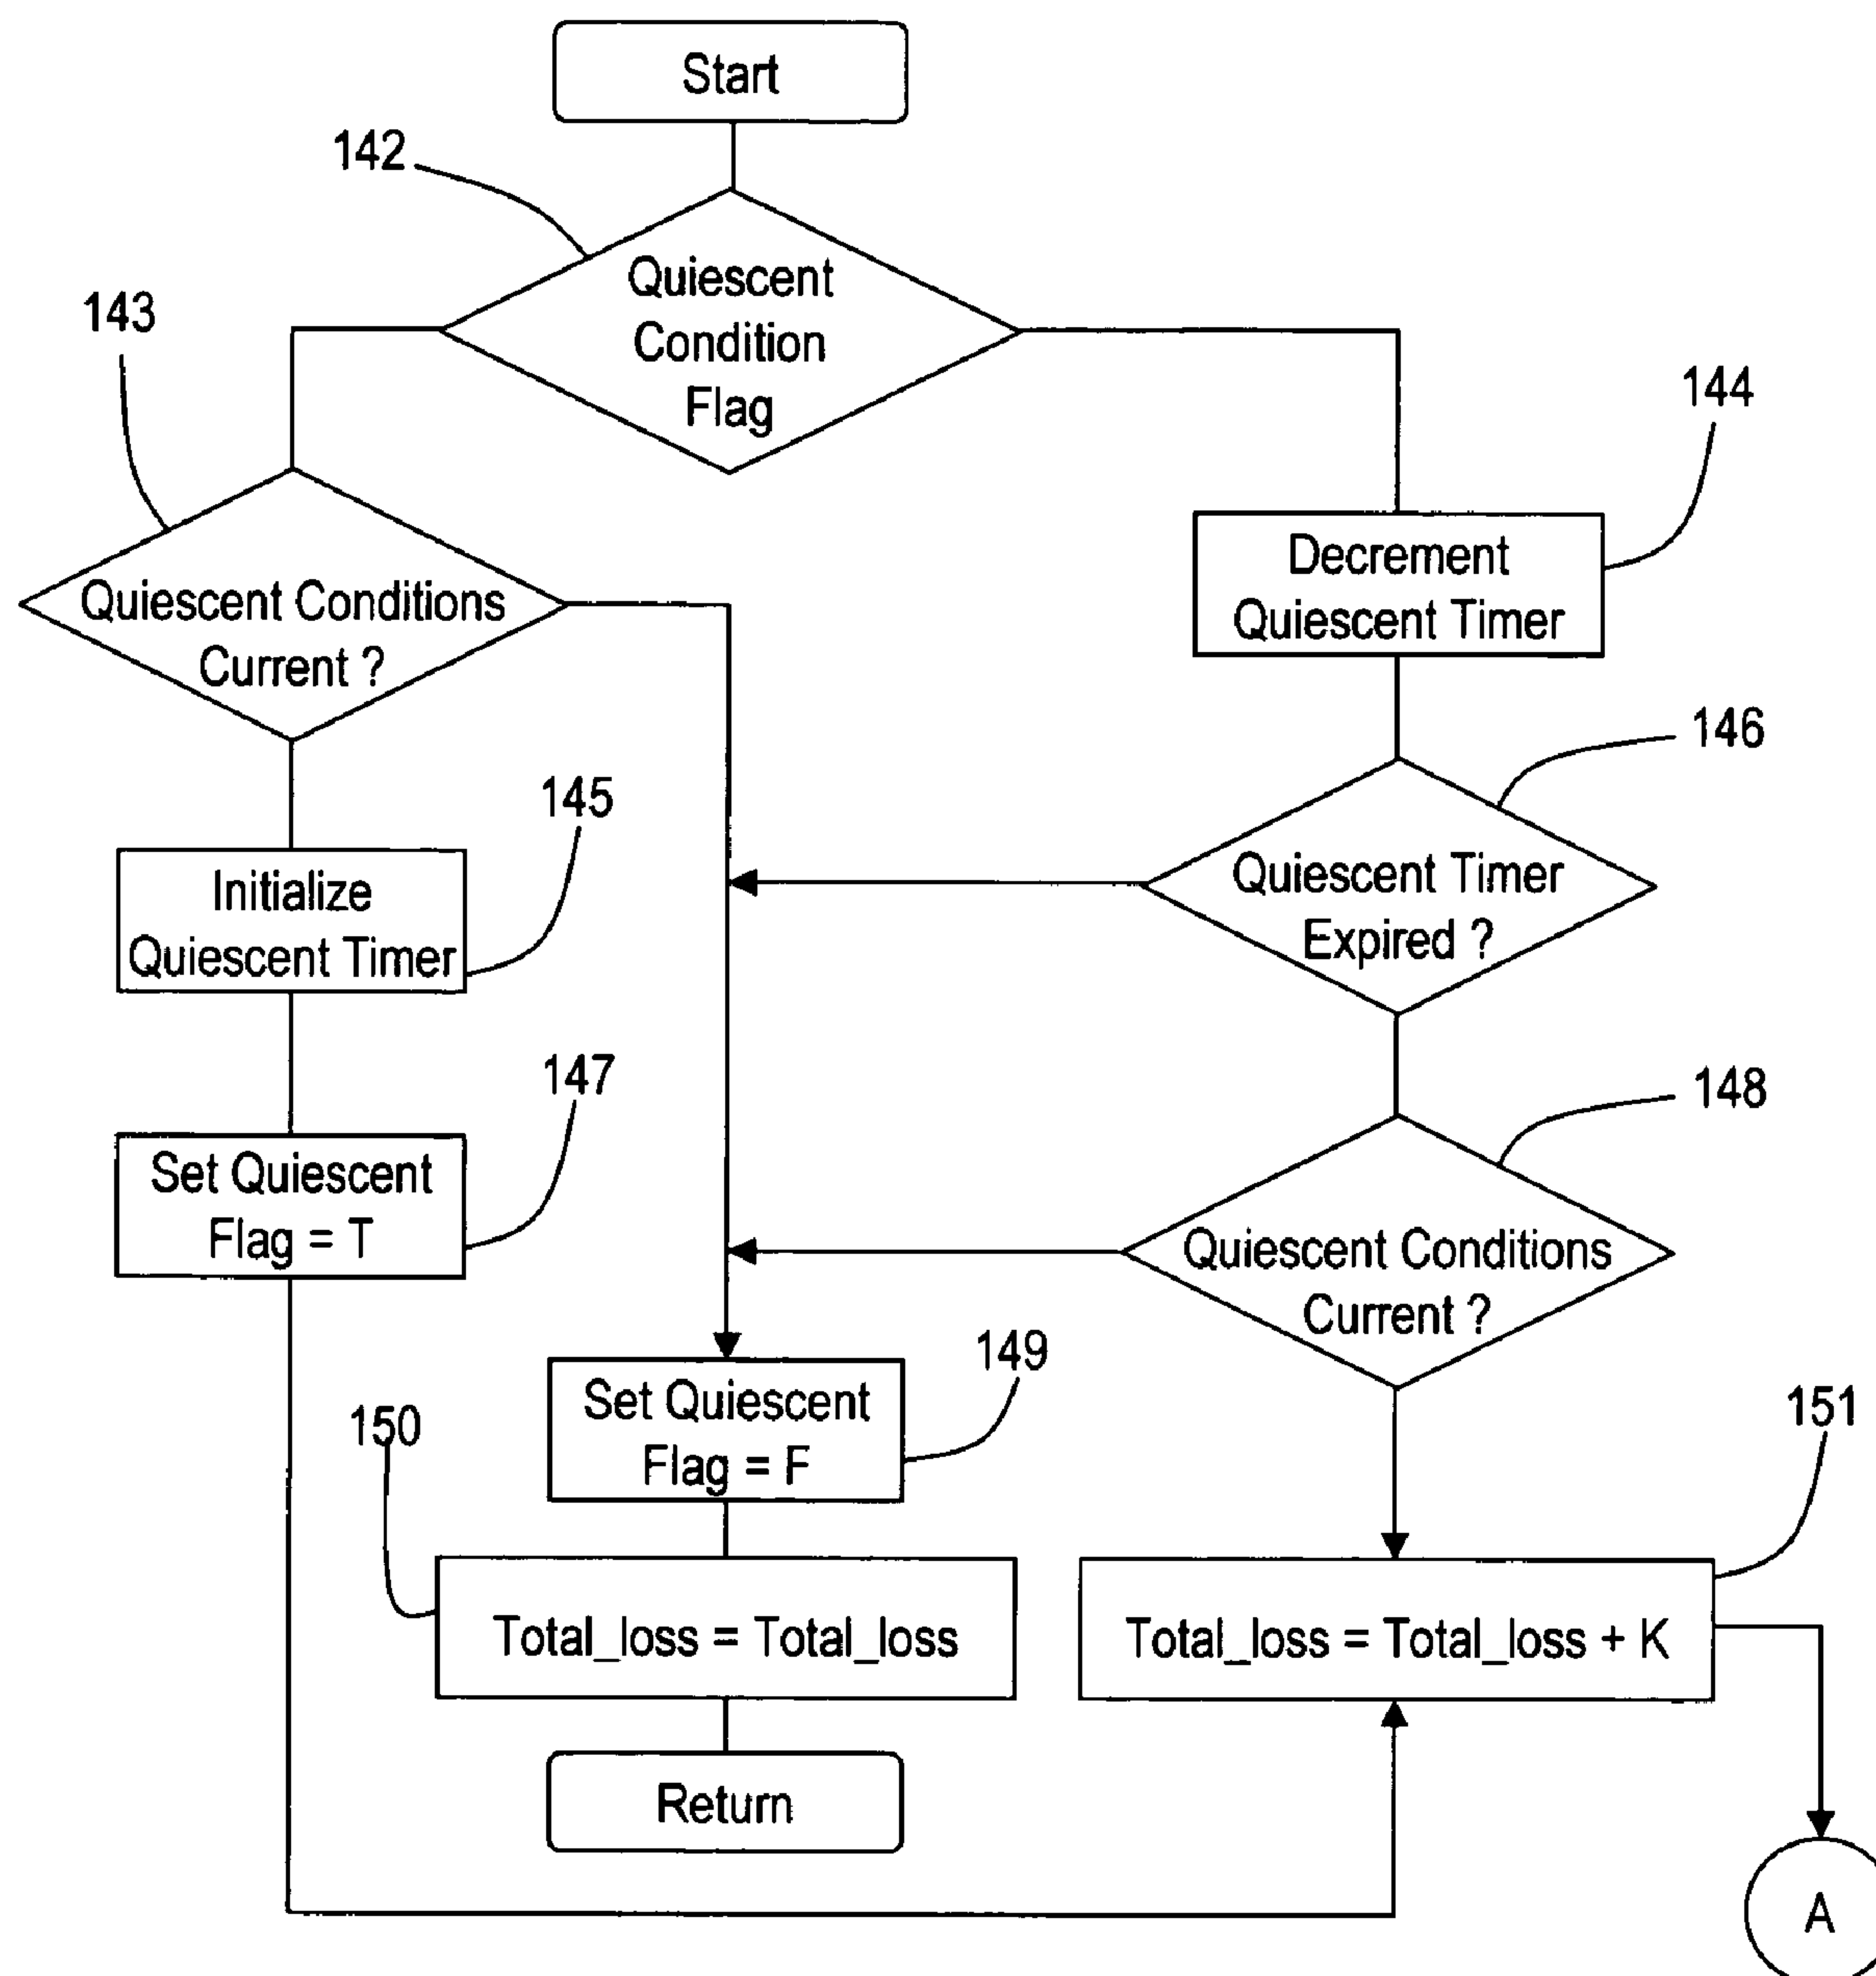 Start
142
Quiescent
Condition
Flag
143
144
Quiescent Conditions
Current ?
Decrement
Quiescent Timer
146
145
Initialize
Quiescent Timer
Quiescent Timer
Expired ?
147
148
Set Quiescent
Flag = T
Quiescent Conditions
Current ?
149
Set Quiescent
Flag = F
150
151
Total_loss = Total_loss
Total_loss = Total_loss + K
Return
A